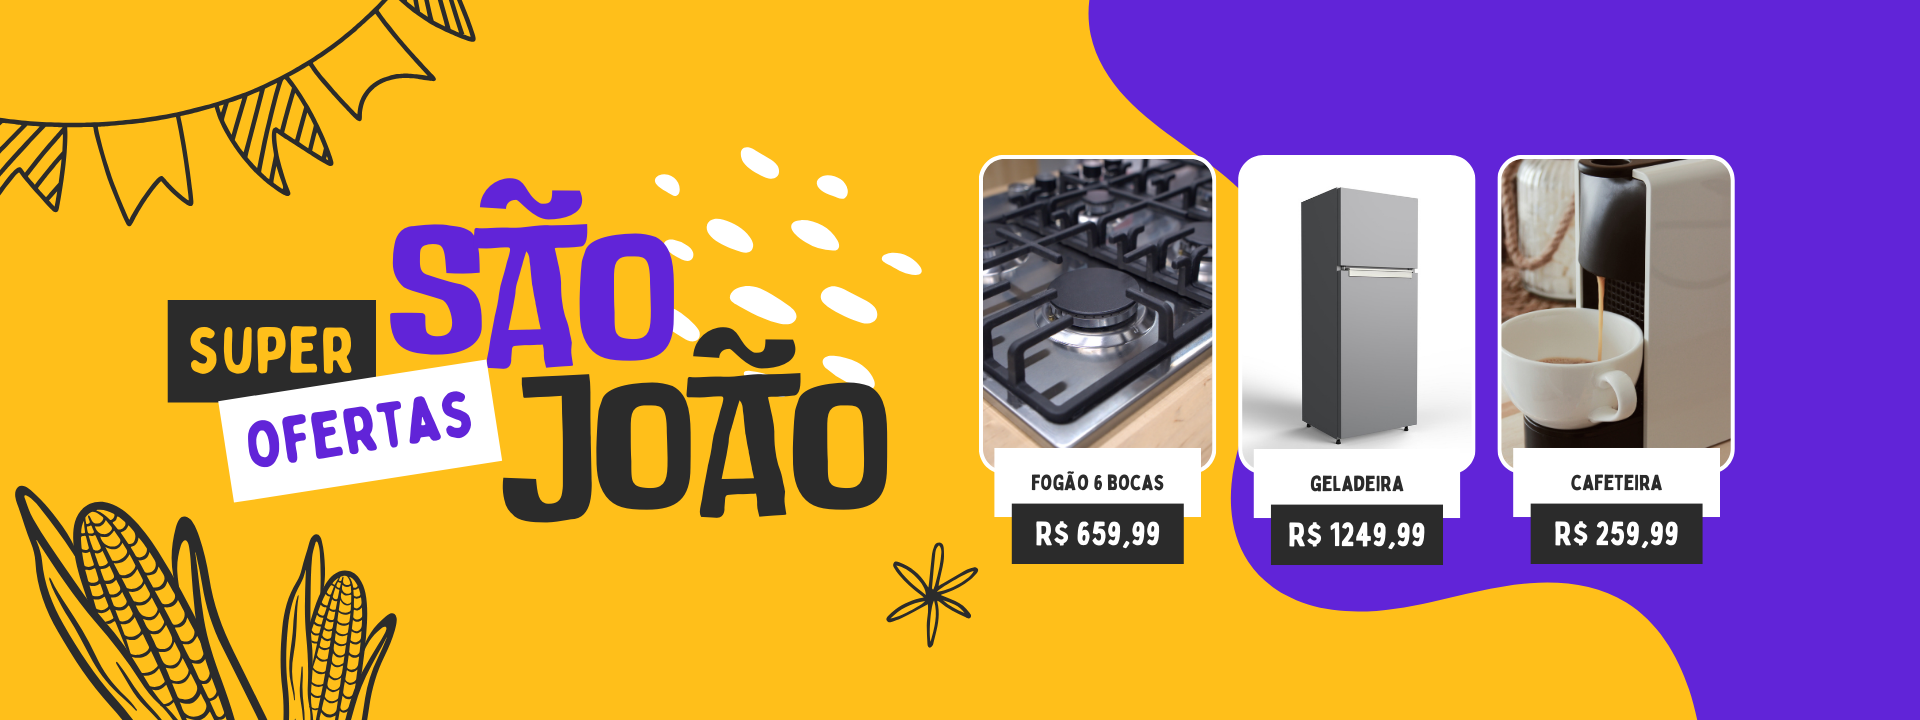 SUPER
OFERTAS
SÃO
JOÃO
FOGÃO 6 BOCAS
R$ 659,99
GELADEIRA
R$ 1249,99
CAFETEIRA
R$ 259,99